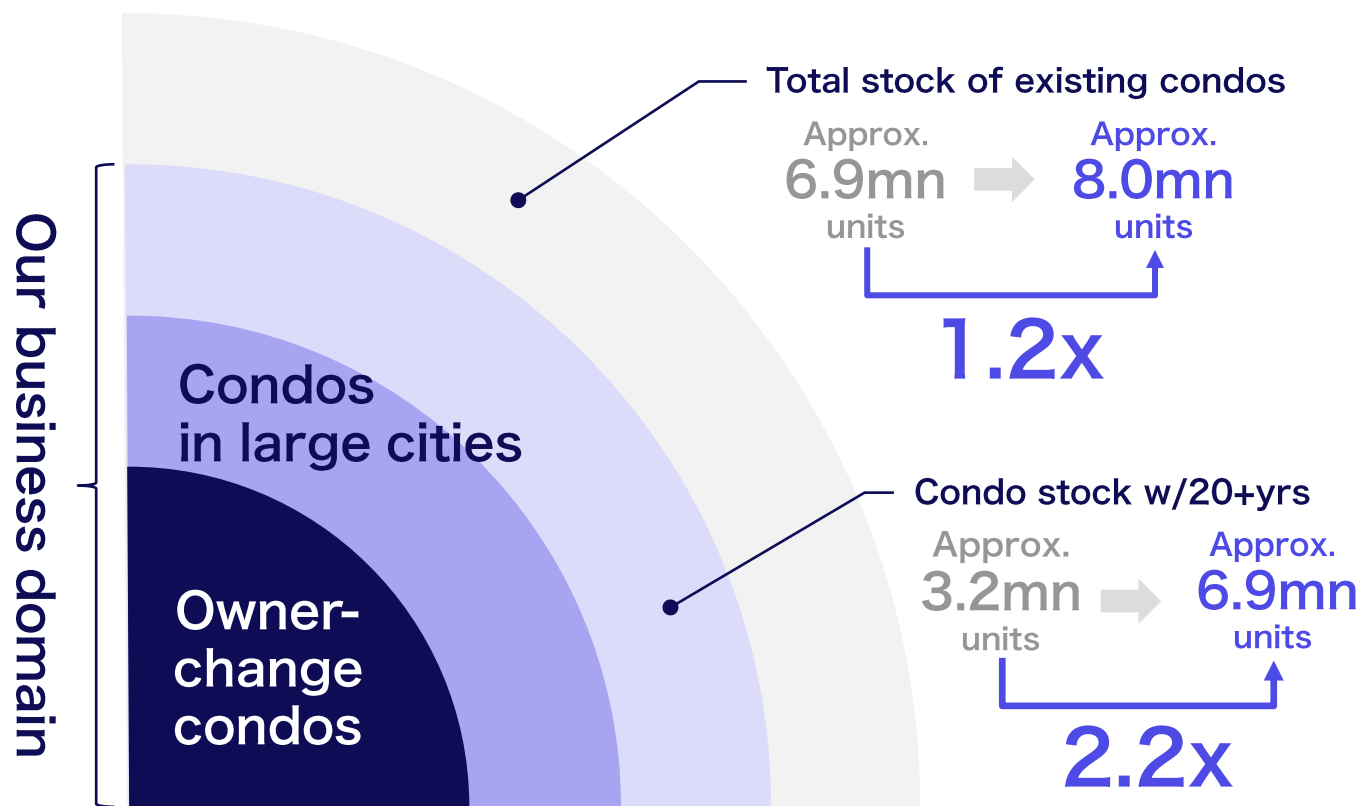 Our business domain
Condos
in large cities
Owner-
change
condos
Total stock of existing condos
Approx.
6.9mn
units
Approx.
8.0mn
units
1.2x
Condo stock w/20+yrs
Approx.
3.2mn
units
Approx.
6.9mn
units
2.2x